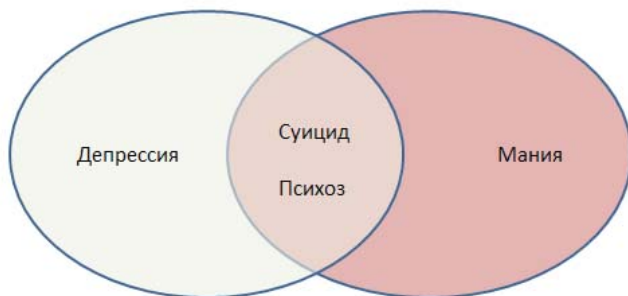 Депрессия
Суицид
Психоз
Мания